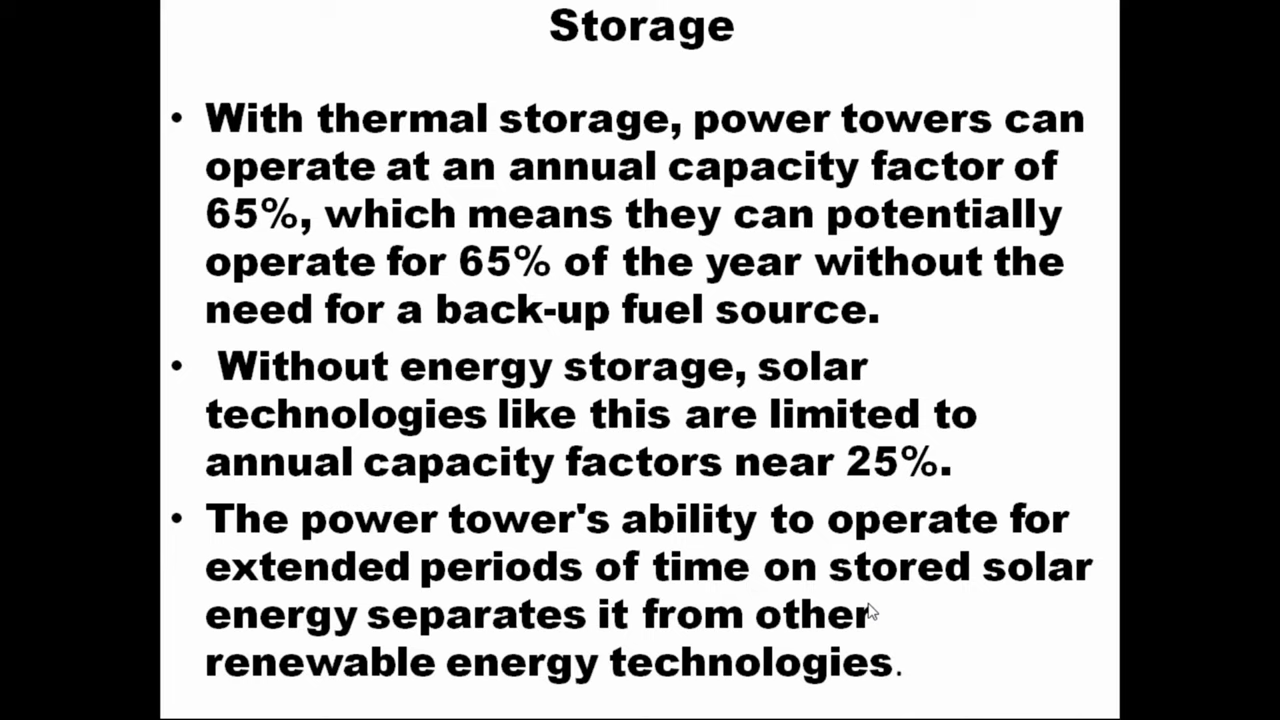 Storage
• With thermal storage, power towers can
operate at an annual capacity factor of
65%, which means they can potentially
operate for 65% of the year without the
need for a back-up fuel source.
• Without energy storage, solar
technologies like this are limited to
annual capacity factors near 25%.
• The power tower's ability to operate for
extended periods of time on stored solar
energy separates it from other
renewable energy technologies.